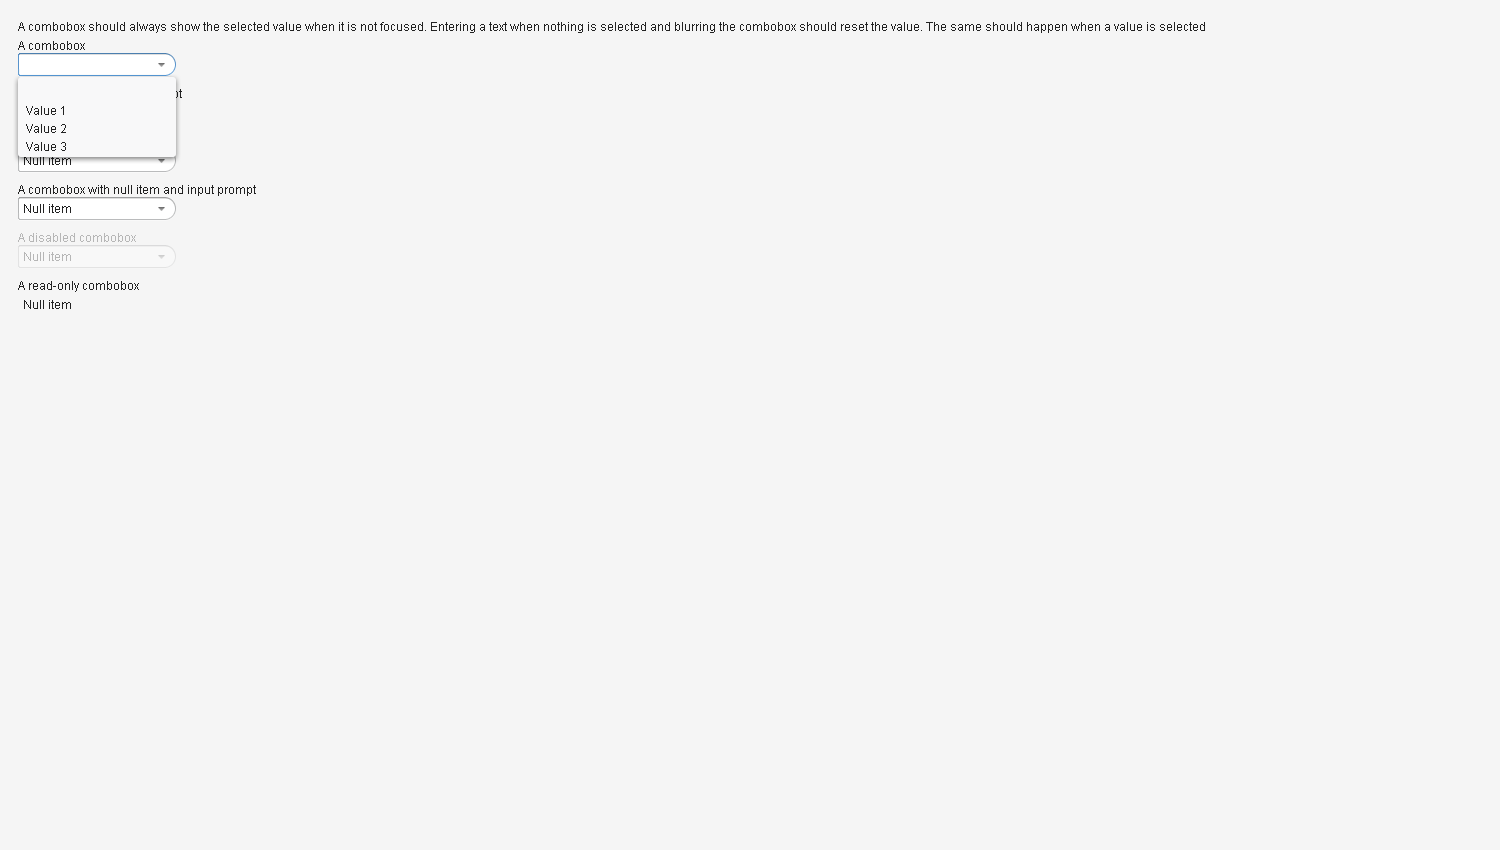 A combobox should always show the selected value when it is not focused. Entering a text when nothing is selected and blurring the combobox should reset the value. The same should happen when a value is selected
A combobox
Value 1
Value 2
Value 3
Null item
A combobox with null item and input prompt
Null item
A disabled combobox
Null item
A read-only combobox
Null item